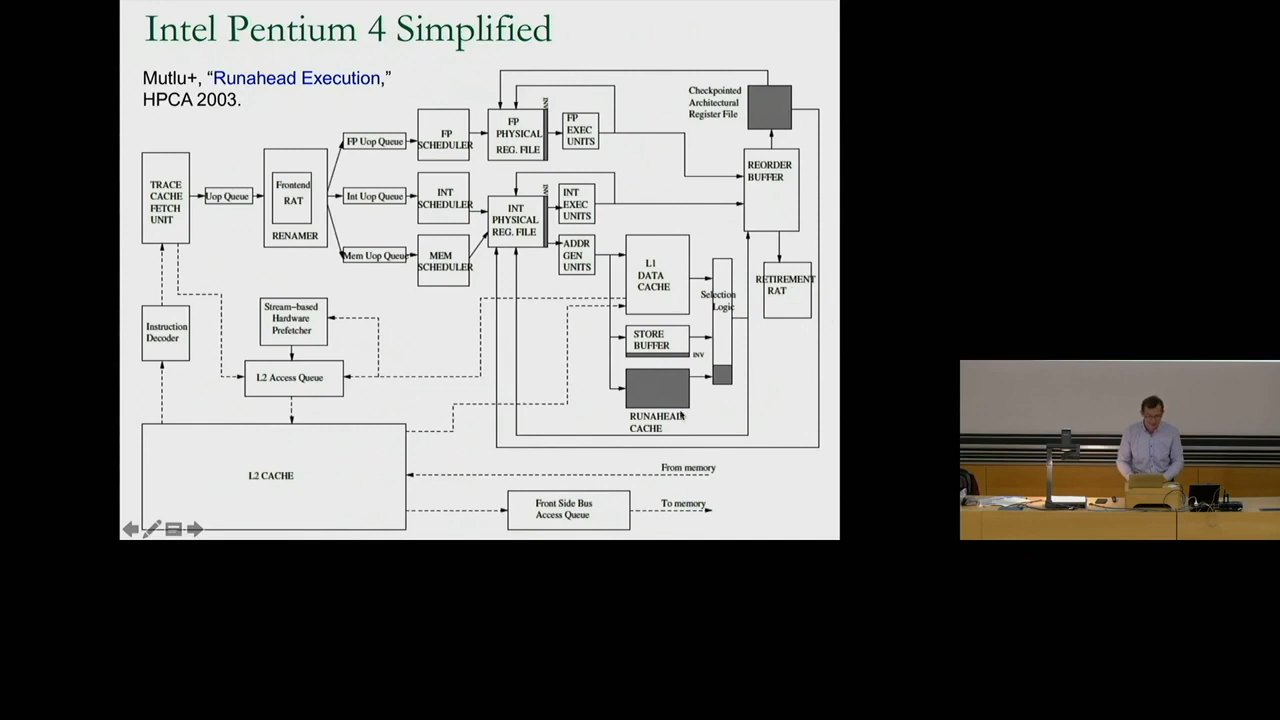 Intel Pentium 4 Simplified
Mutlu+, “Runahead Execution,”
HPCA 2003.
Checkpointed
Architectural
Register File
FP Uop Queue
FP
SCHEDULER
FP
PHYSICAL
REG. FILE
INV
FP
EXEC
UNITS
REORDER
BUFFER
TRACE
CACHE
FETCH
UNIT
Uop Queue
Frontend
RAT
RENAMER
Int Uop Queue
INT
SCHEDULER
INT
PHYSICAL
REG. FILE
INV
INT
EXEC
UNITS
Mem Uop Queue
MEM
SCHEDULER
ADDR
GEN
UNITS
L1
DATA
CACHE
Selection
Logic
RETIREMENT
RAT
Instruction
Decoder
Stream-based
Hardware
Prefetcher
STORE
BUFFER
INV
L2 Access Queue
RUNAHEAD
CACHE
L2 CACHE
From memory
Front Side Bus
Access Queue
To memory